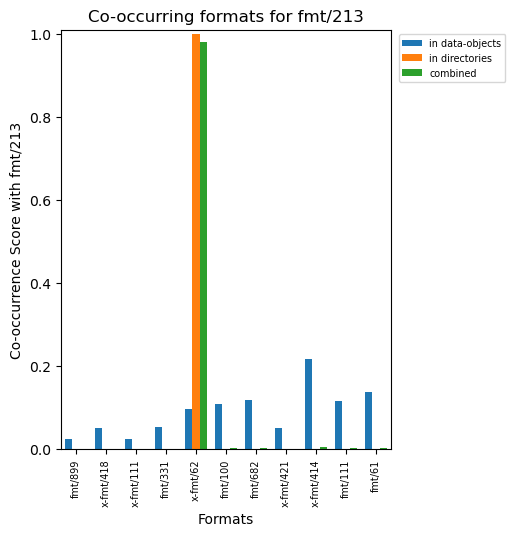 Co-occurring formats for fmt/213
in data-objects
in directories
combined
Co-occurrence Score with fmt/213
1.0
0.8
0.6
0.4
0.2
0.0
fmt/899
x-fmt/418
x-fmt/111
fmt/331
x-fmt/62
fmt/100
fmt/682
x-fmt/421
x-fmt/414
fmt/111
fmt/61
Formats